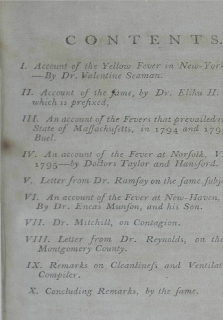 CONTENTS.
I. Account of the Yellow Fever in New-York
—By Dr. Valentine Seaman.
II. Account of the same, by Dr. Elihu H.
which is prefixed,
III. An account of the Fevers that prevailed i
State of Massachusetts, in 1794 and 179
Buel.
IV. An account of the Fever at Norfolk, V
1795—by Doctors Taylor and Hansford.
V. Letter from Dr. Ramsay on the same subj
VI. An account of the Fever at New-Haven,
By Dr. Eneas Munson, and his Son.
VII. Dr. Mitchill, on Contagion.
VIII. Letter from Dr. Reynolds, on the
Montgomery County.
IX. Remarks on Cleanliness and Ventilat
Compiler.
X. Concluding Remarks, by the same.